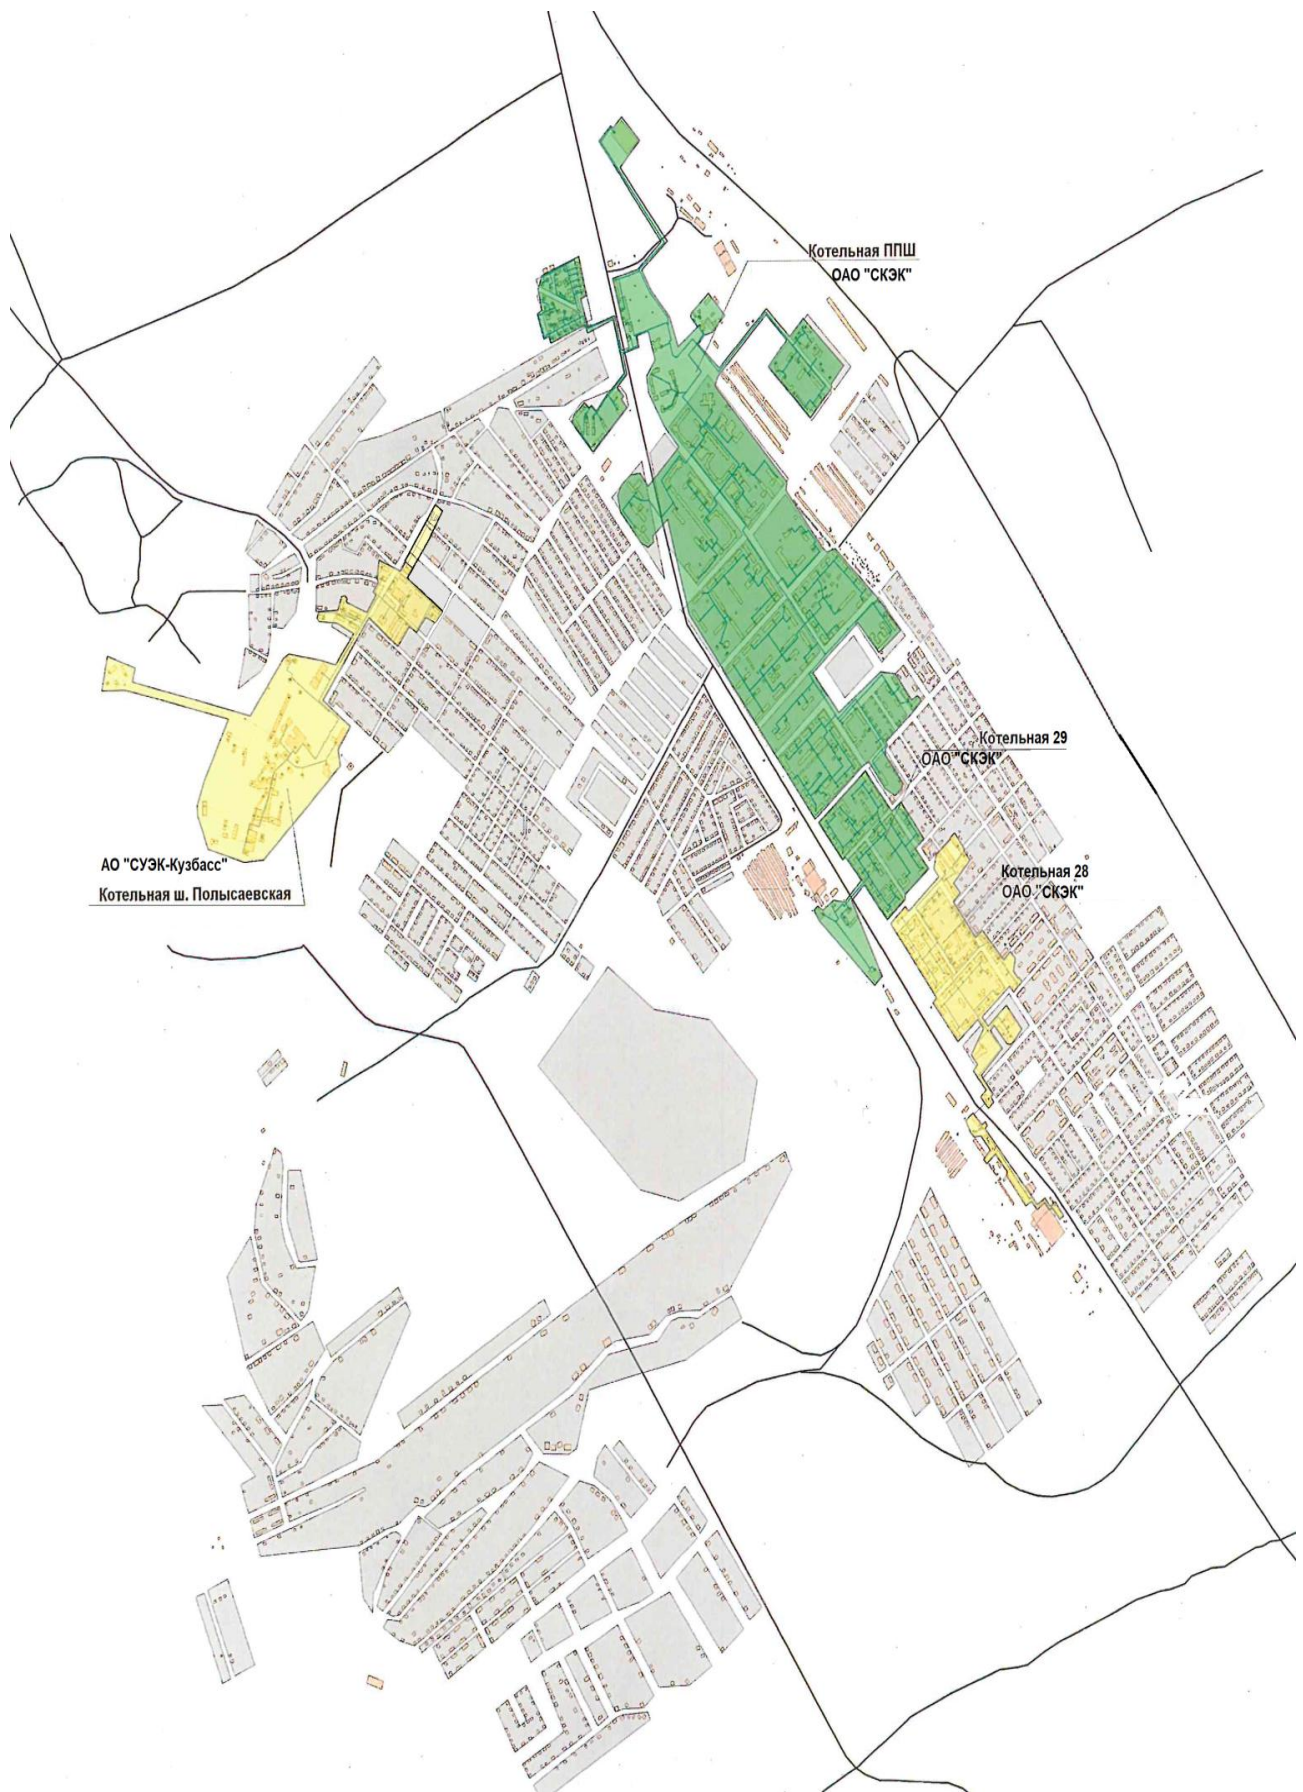 Котельная ППШ
ОАО "СКЭК"
Котельная 29
ОАО "СКЭК"
Котельная 28
ОАО "СКЭК"
АО "СУЭК-Кузбасс"
Котельная ш. Полысаевская